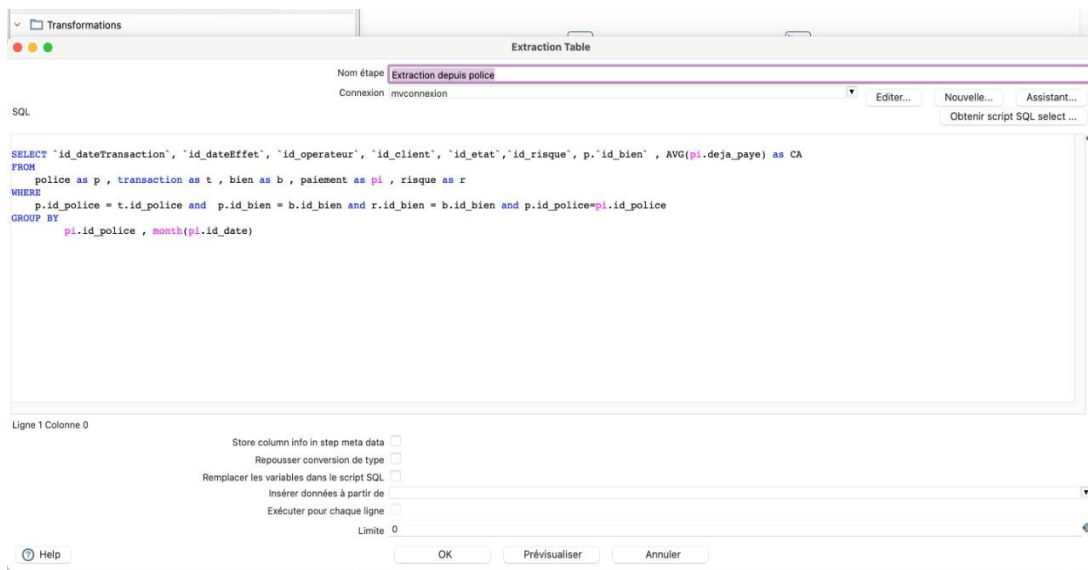 Transformations
Extraction Table
Nom étape Extraction depuis police
Connexion mvconnexion Editer... Nouvelle... Assistant...
SQL Obtenir script SQL select ...
SELECT `id_dateTransaction`, `id_dateEffet`, `id_operateur`, `id_client`, `id_etat`,`id_risque`, p.`id_bien` , AVG(pi.deja_paye) as CA
FROM
police as p , transaction as t , bien as b , paiement as pi , risque as r
WHERE
p.id_police = t.id_police and p.id_bien = b.id_bien and r.id_bien = b.id_bien and p.id_police=pi.id_police
GROUP BY
pi.id_police , month(pi.id_date)
Ligne 1 Colonne 0
Store column info in step meta data
Repousser conversion de type
Remplacer les variables dans le script SQL
Insérer données à partir de
Exécuter pour chaque ligne
Limite 0
? Help OK Prévisualiser Annuler